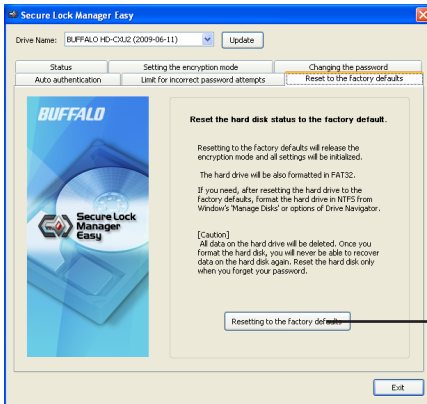 Secure Lock Manager Easy
Drive Name: BUFFALO HD-CXU2 (2009-06-11) Update
Status Setting the encryption mode Changing the password
Auto authentication Limit for incorrect password attempts Reset to the factory defaults
BUFFALO
Secure Lock
Manager
Easy
Reset the hard disk status to the factory default.
Resetting to the factory defaults will release the
encryption mode and all settings will be initialized.
The hard drive will be also formatted in FAT32.
If you need, after resetting the hard drive to the
factory defaults, format the hard drive in NTFS from
Window's 'Manage Disks' or options of Drive Navigator.
[Caution]
All data on the hard drive will be deleted. Once you
format the hard disk, you will never be able to recover
data on the hard disk again. Reset the hard disk only
when you forget your password.
Resetting to the factory defaults
Exit